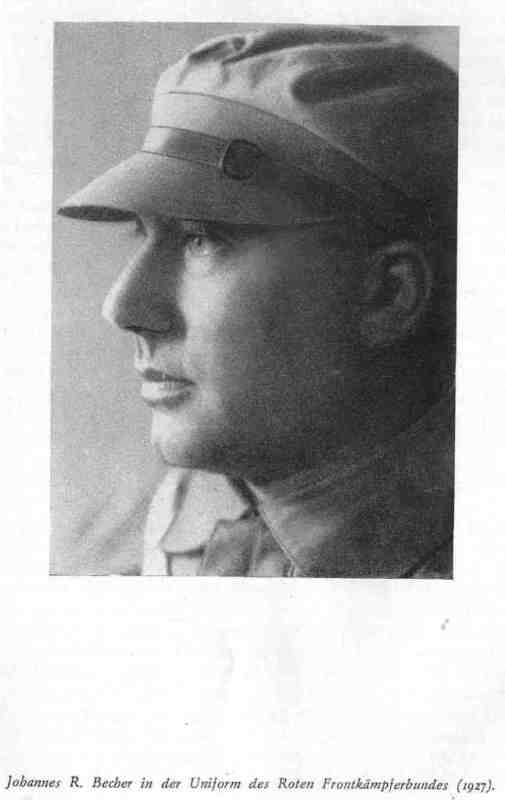 Johannes R. Becher in der Uniform des Roten Frontkämpferbundes (1927).